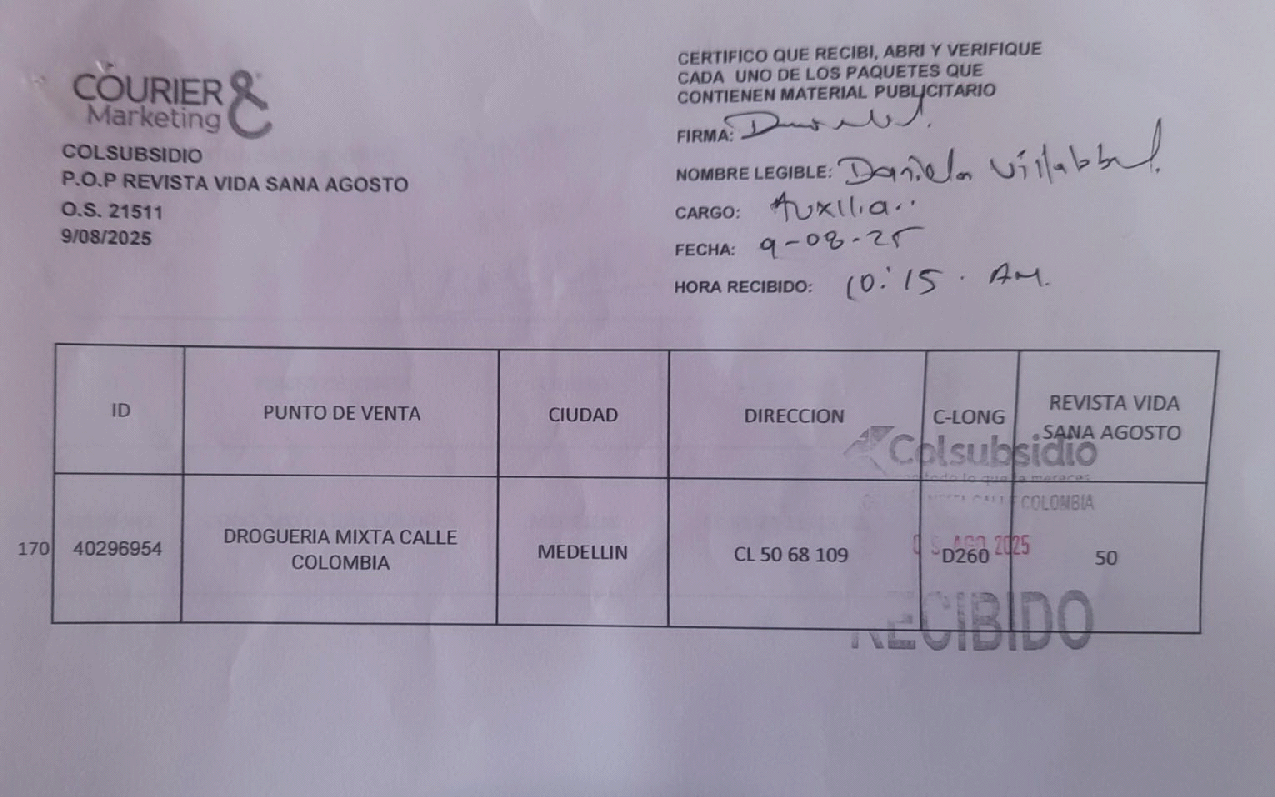 COURIER &
Marketing
COLSUBSIDIO
P.O.P REVISTA VIDA SANA AGOSTO
O.S. 21511
9/08/2025
CERTIFICO QUE RECIBI, ABRI Y VERIFIQUE
CADA UNO DE LOS PAQUETES QUE
CONTIENEN MATERIAL PUBLICITARIO
FIRMA:
NOMBRE LEGIBLE: Daniela
CARGO: Auxilia..
FECHA: 9-08-25
HORA RECIBIDO: 10:15 AM.
ID PUNTO DE VENTA CIUDAD DIRECCION C-LONG REVISTA VIDA
SANA AGOSTO
Colsubsidio
CALLE COLOMBIA
170 40296954 DROGUERIA MIXTA CALLE
COLOMBIA MEDELLIN CL 50 68 109 D260 50
AGO 2025
RECIBIDO